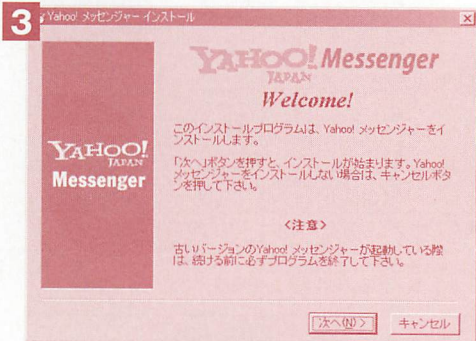 3
Yahoo! メッセンジャー インストール
YAHOO! Messenger
JAPAN
Welcome!
YAHOO!
JAPAN
Messenger
このインストールプログラムは、Yahoo! メッセンジャーをイ
ンストールします。
「次へ」ボタンを押すと、インストールが始まります。Yahoo!
メッセンジャーをインストールしない場合は、キャンセルボタ
ンを押して下さい。
<注意>
古いバージョンのYahoo! メッセンジャーが起動している際
は、続ける前に必ずプログラムを終了して下さい。
次へ(N) >
キャンセル